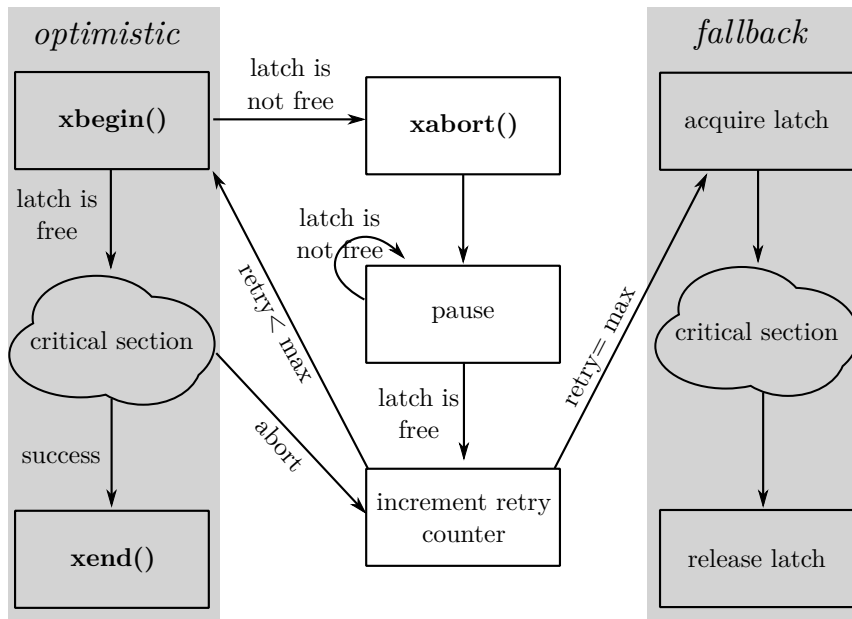 optimistic
fallback
xbegin()
latch is
not free
xabort()
acquire latch
latch is
free
latch is
not free
retry< max
pause
retry= max
critical section
critical section
latch is
free
success
abort
increment retry
counter
xend()
release latch